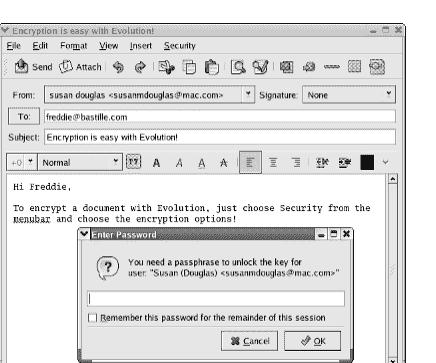 Encryption is easy with Evolution!
File Edit Format View Insert Security
Send Attach
From: susan douglas <susanmdouglas@mac.com> Signature: None
To: freddie@bastille.com
Subject: Encryption is easy with Evolution!
+0 Normal TT A A A A
Hi Freddie,
To encrypt a document with Evolution, just choose Security from the
menubar and choose the encryption options!
Enter Password
You need a passphrase to unlock the key for
user: "Susan (Douglas) <susanmdouglas@mac.com>"
Remember this password for the remainder of this session
Cancel OK